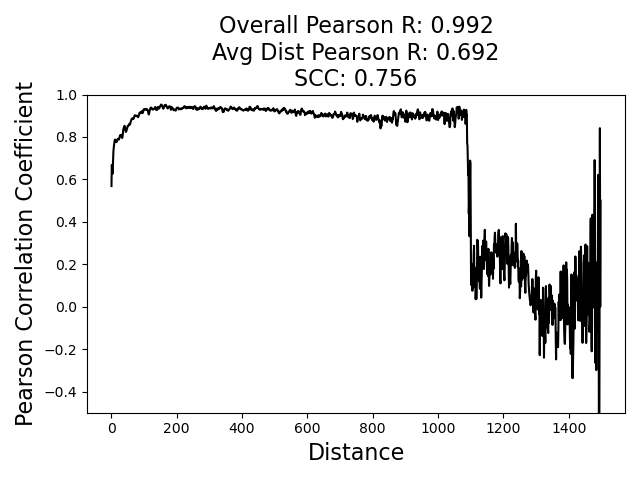 Overall Pearson R: 0.992
Avg Dist Pearson R: 0.692
SCC: 0.756
Pearson Correlation Coefficient
1.0
0.8
0.6
0.4
0.2
0.0
−0.2
−0.4
0 200 400 600 800 1000 1200 1400
Distance